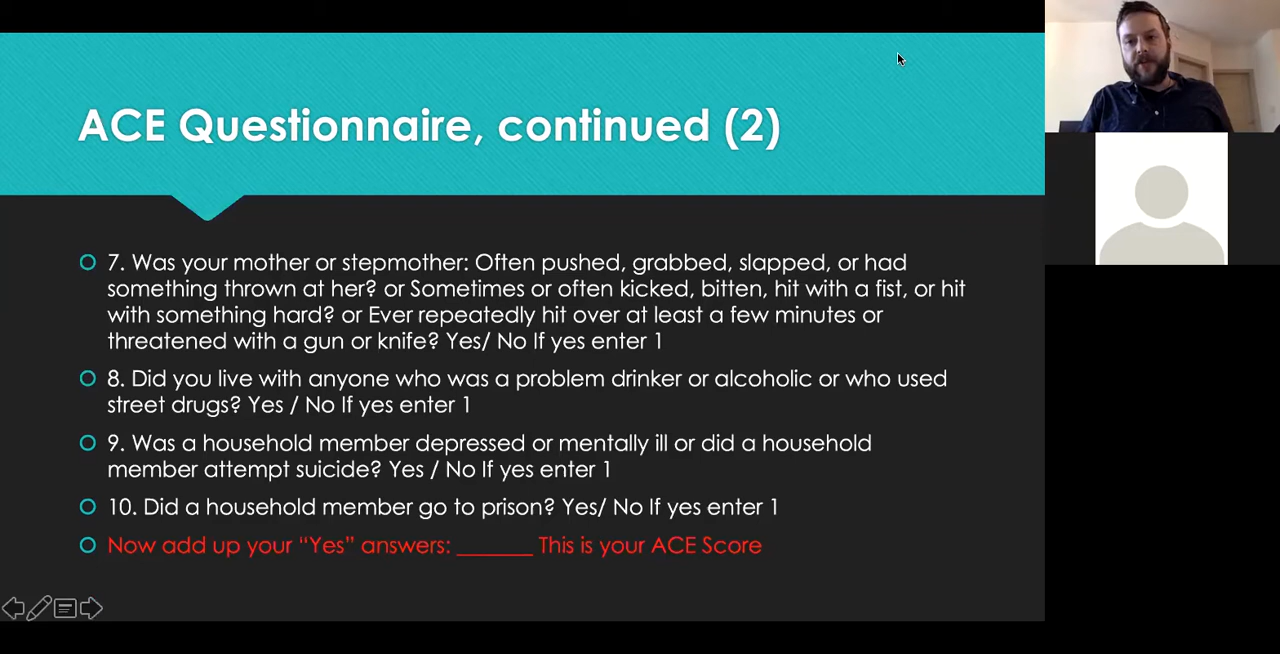 ACE Questionnaire, continued (2)
7. Was your mother or stepmother: Often pushed, grabbed, slapped, or had
something thrown at her? or Sometimes or often kicked, bitten, hit with a fist, or hit
with something hard? or Ever repeatedly hit over at least a few minutes or
threatened with a gun or knife? Yes/ No If yes enter 1
8. Did you live with anyone who was a problem drinker or alcoholic or who used
street drugs? Yes / No If yes enter 1
9. Was a household member depressed or mentally ill or did a household
member attempt suicide? Yes / No If yes enter 1
10. Did a household member go to prison? Yes/ No If yes enter 1
Now add up your “Yes” answers: _______ This is your ACE Score